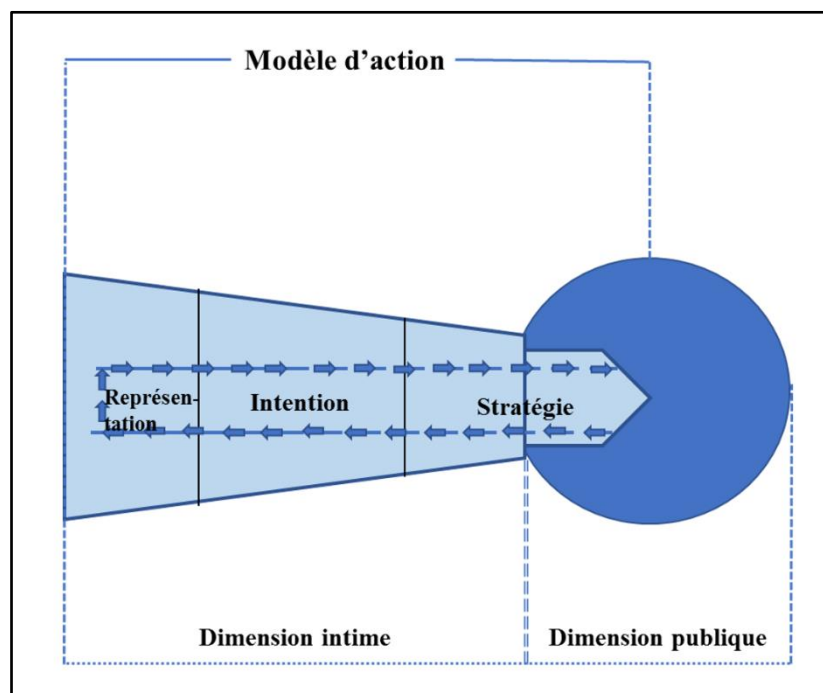 Modèle d'action
Représen-
tation
Intention
Stratégie
Dimension intime
Dimension publique